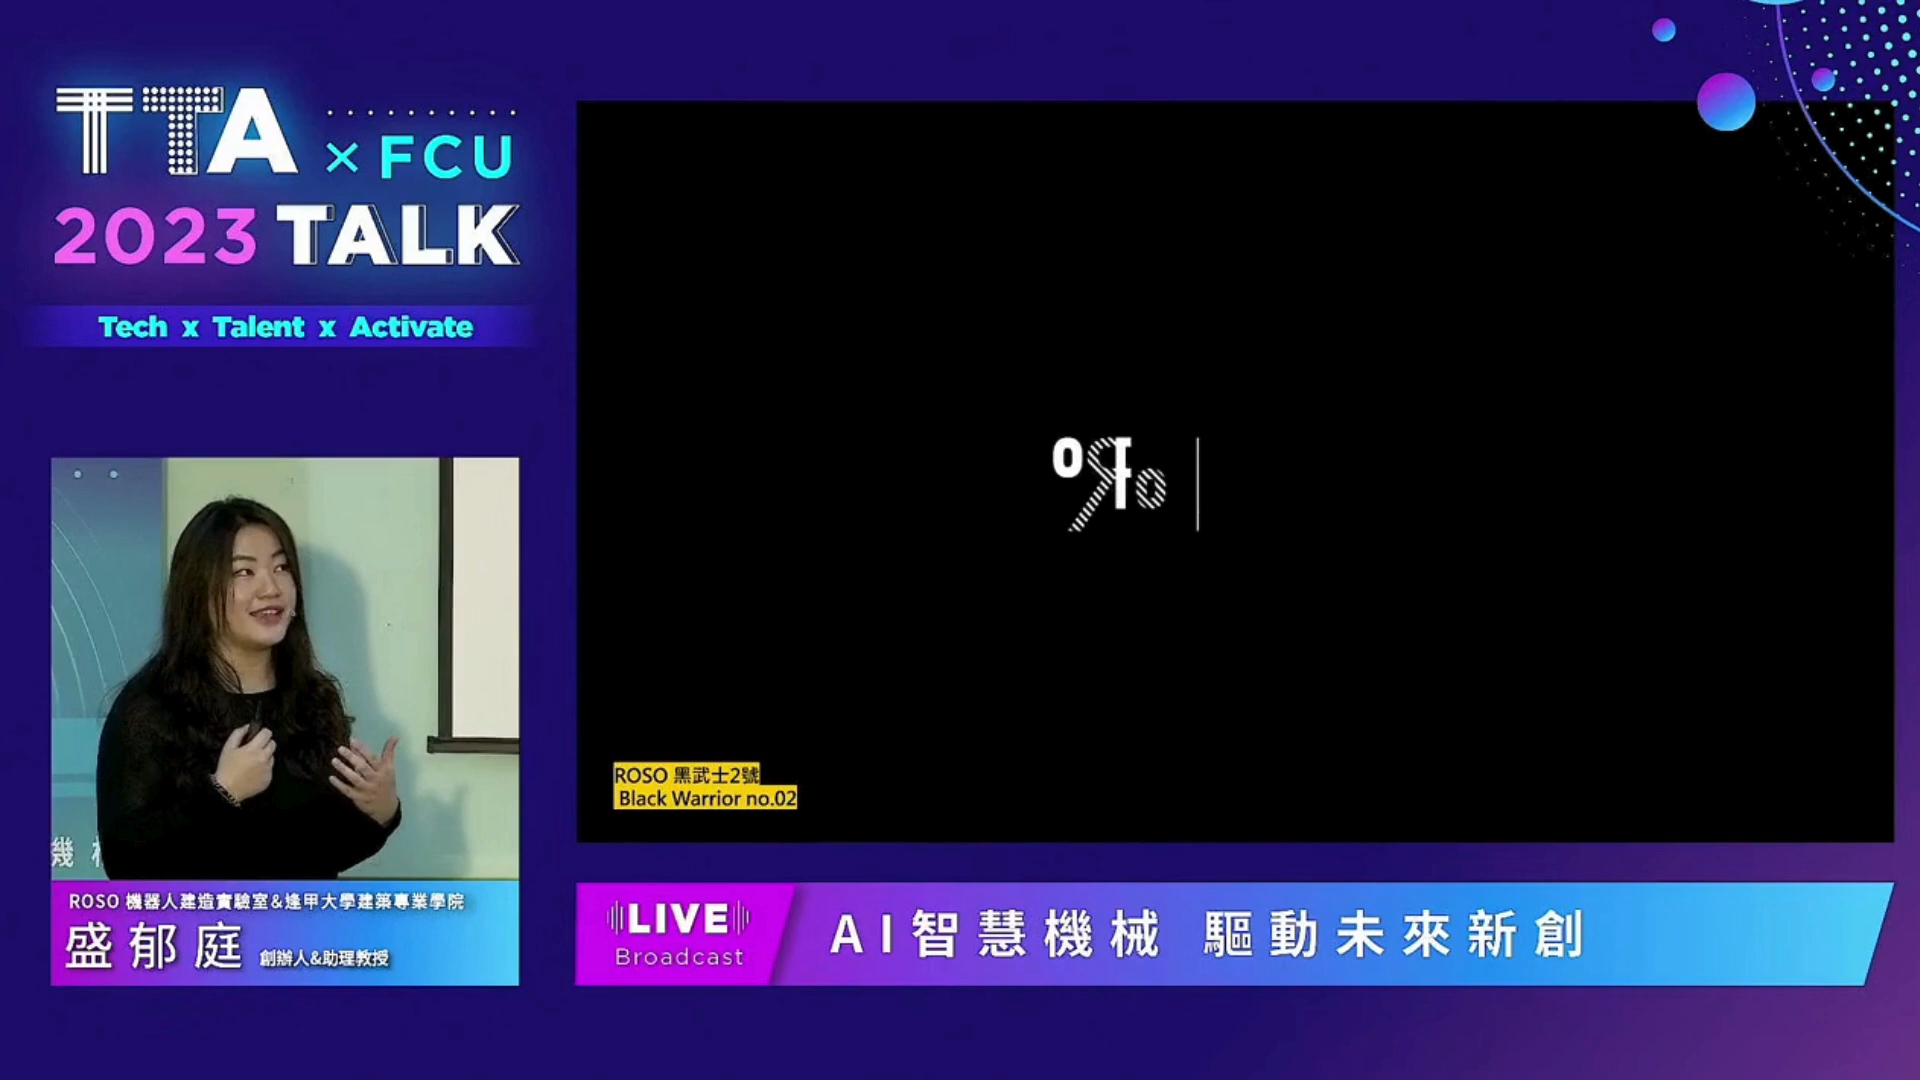 TTA × FCU
2023 TALK
Tech x Talent x Activate
ROSO 黑武士2號
Black Warrior no.02
幾
ROSO 機器人建造實驗室&逢甲大學建築專業學院
盛郁庭 創辦人&助理教授
LIVE
Broadcast
AI智慧機械 驅動未來新創